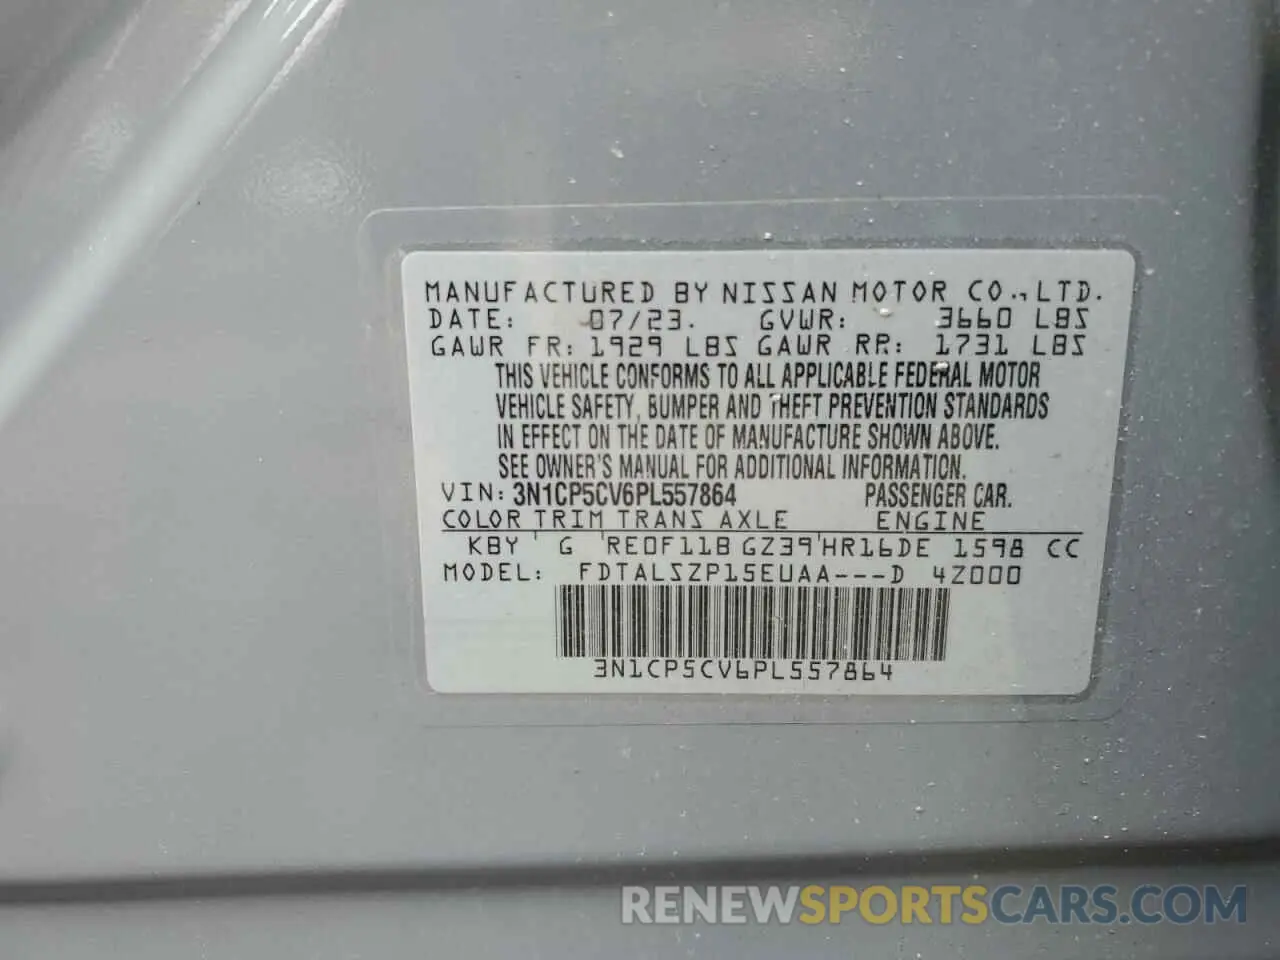 MANUFACTURED BY NISSAN MOTOR CO.,LTD.
DATE: 07/23. GVWR: 3660 LBS
GAWR FR: 1929 LBS GAWR RR: 1731 LBS
THIS VEHICLE CONFORMS TO ALL APPLICABLE FEDERAL MOTOR
VEHICLE SAFETY, BUMPER AND THEFT PREVENTION STANDARDS
IN EFFECT ON THE DATE OF MANUFACTURE SHOWN ABOVE.
SEE OWNER'S MANUAL FOR ADDITIONAL INFORMATION.
VIN: 3N1CP5CV6PL557864 PASSENGER CAR.
COLOR TRIM TRANS AXLE ENGINE
KBY G RE0F11B GZ39 HR16DE 1598 CC
MODEL: FDTALSZP15EUAA---D 4Z000
3N1CP5CV6PL557864
RENEWSPORTSCARS.COM